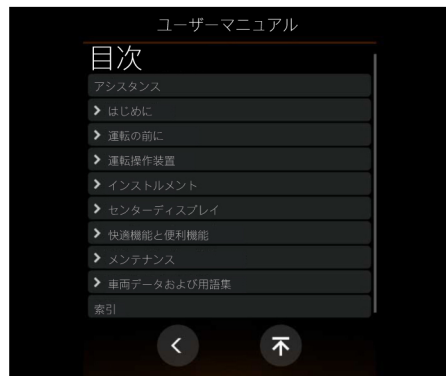 ユーザーマニュアル
目次
アシスタンス
はじめに
運転の前に
運転操作装置
インストルメント
センターディスプレイ
快適機能と便利機能
メンテナンス
車両データおよび用語集
索引